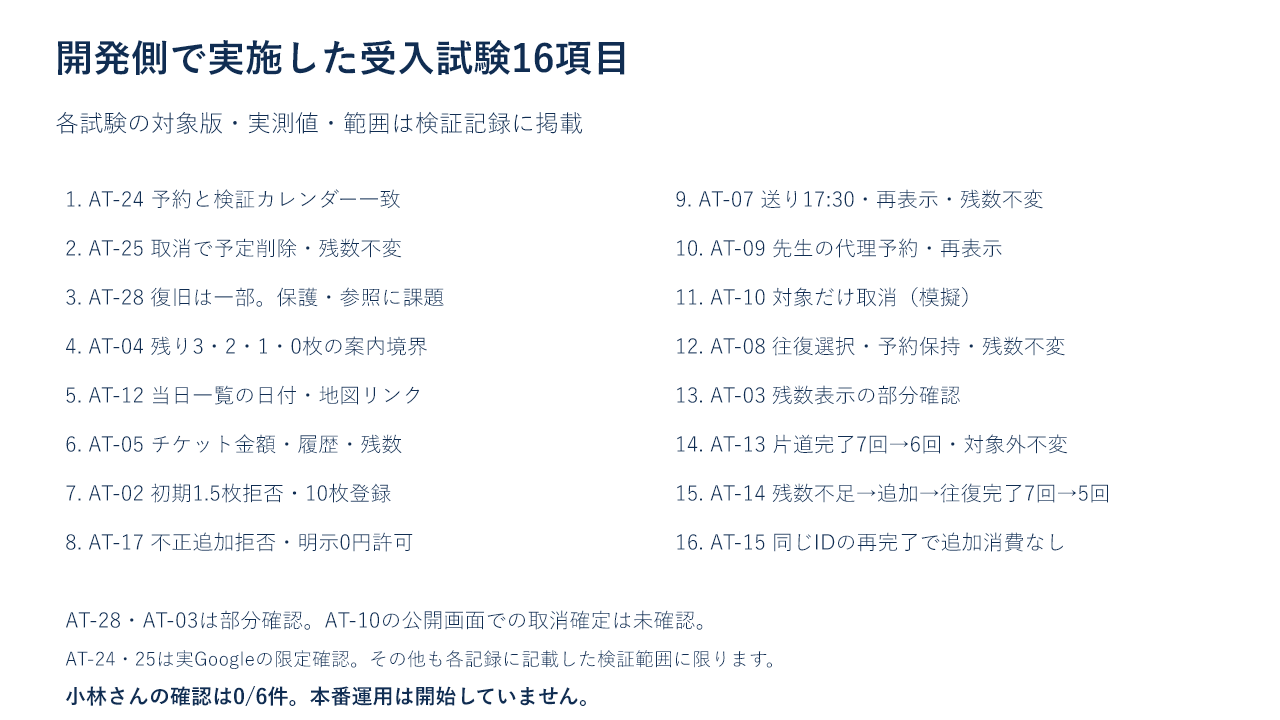 開発側で実施した受入試験16項目
各試験の対象版・実測値・範囲は検証記録に掲載
1. AT-24 予約と検証カレンダー一致
2. AT-25 取消で予定削除・残数不変
3. AT-28 復旧は一部。保護・参照に課題
4. AT-04 残り3・2・1・0枚の案内境界
5. AT-12 当日一覧の日付・地図リンク
6. AT-05 チケット金額・履歴・残数
7. AT-02 初期1.5枚拒否・10枚登録
8. AT-17 不正追加拒否・明示0円許可
9. AT-07 送り17:30・再表示・残数不変
10. AT-09 先生の代理予約・再表示
11. AT-10 対象だけ取消（模擬）
12. AT-08 往復選択・予約保持・残数不変
13. AT-03 残数表示の部分確認
14. AT-13 片道完了7回→6回・対象外不変
15. AT-14 残数不足→追加→往復完了7回→5回
16. AT-15 同じIDの再完了で追加消費なし
AT-28・AT-03は部分確認。AT-10の公開画面での取消確定は未確認。
AT-24・25は実Googleの限定確認。その他も各記録に記載した検証範囲に限ります。
小林さんの確認は0/6件。本番運用は開始していません。